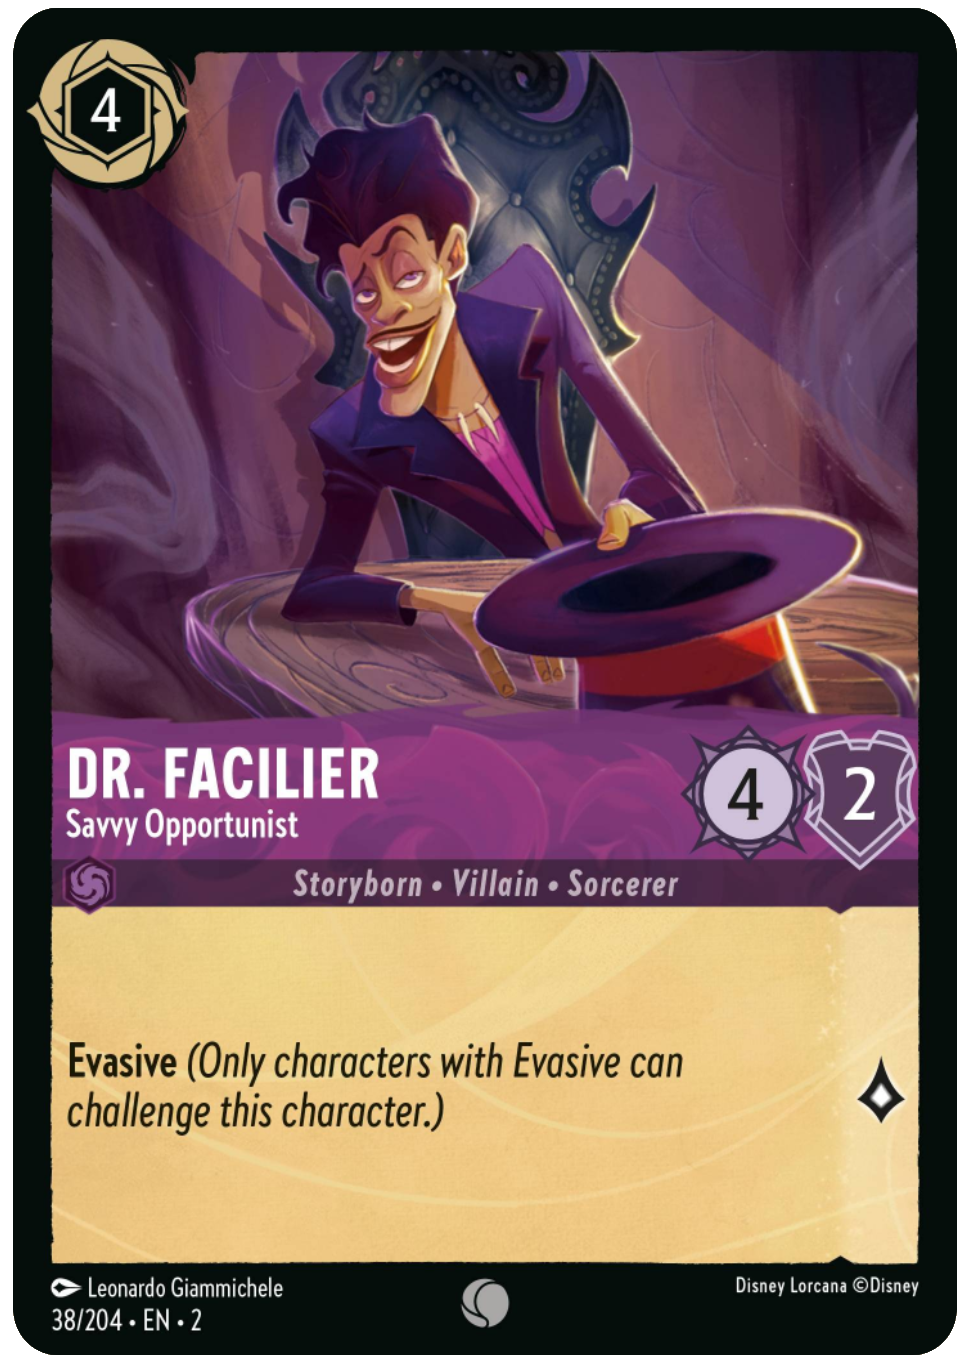 4
DR. FACILIER
Savvy Opportunist
4
2
Storyborn • Villain • Sorcerer
Evasive (Only characters with Evasive can
challenge this character.)
Leonardo Giammichele
Disney Lorcana ©Disney
38/204 • EN • 2